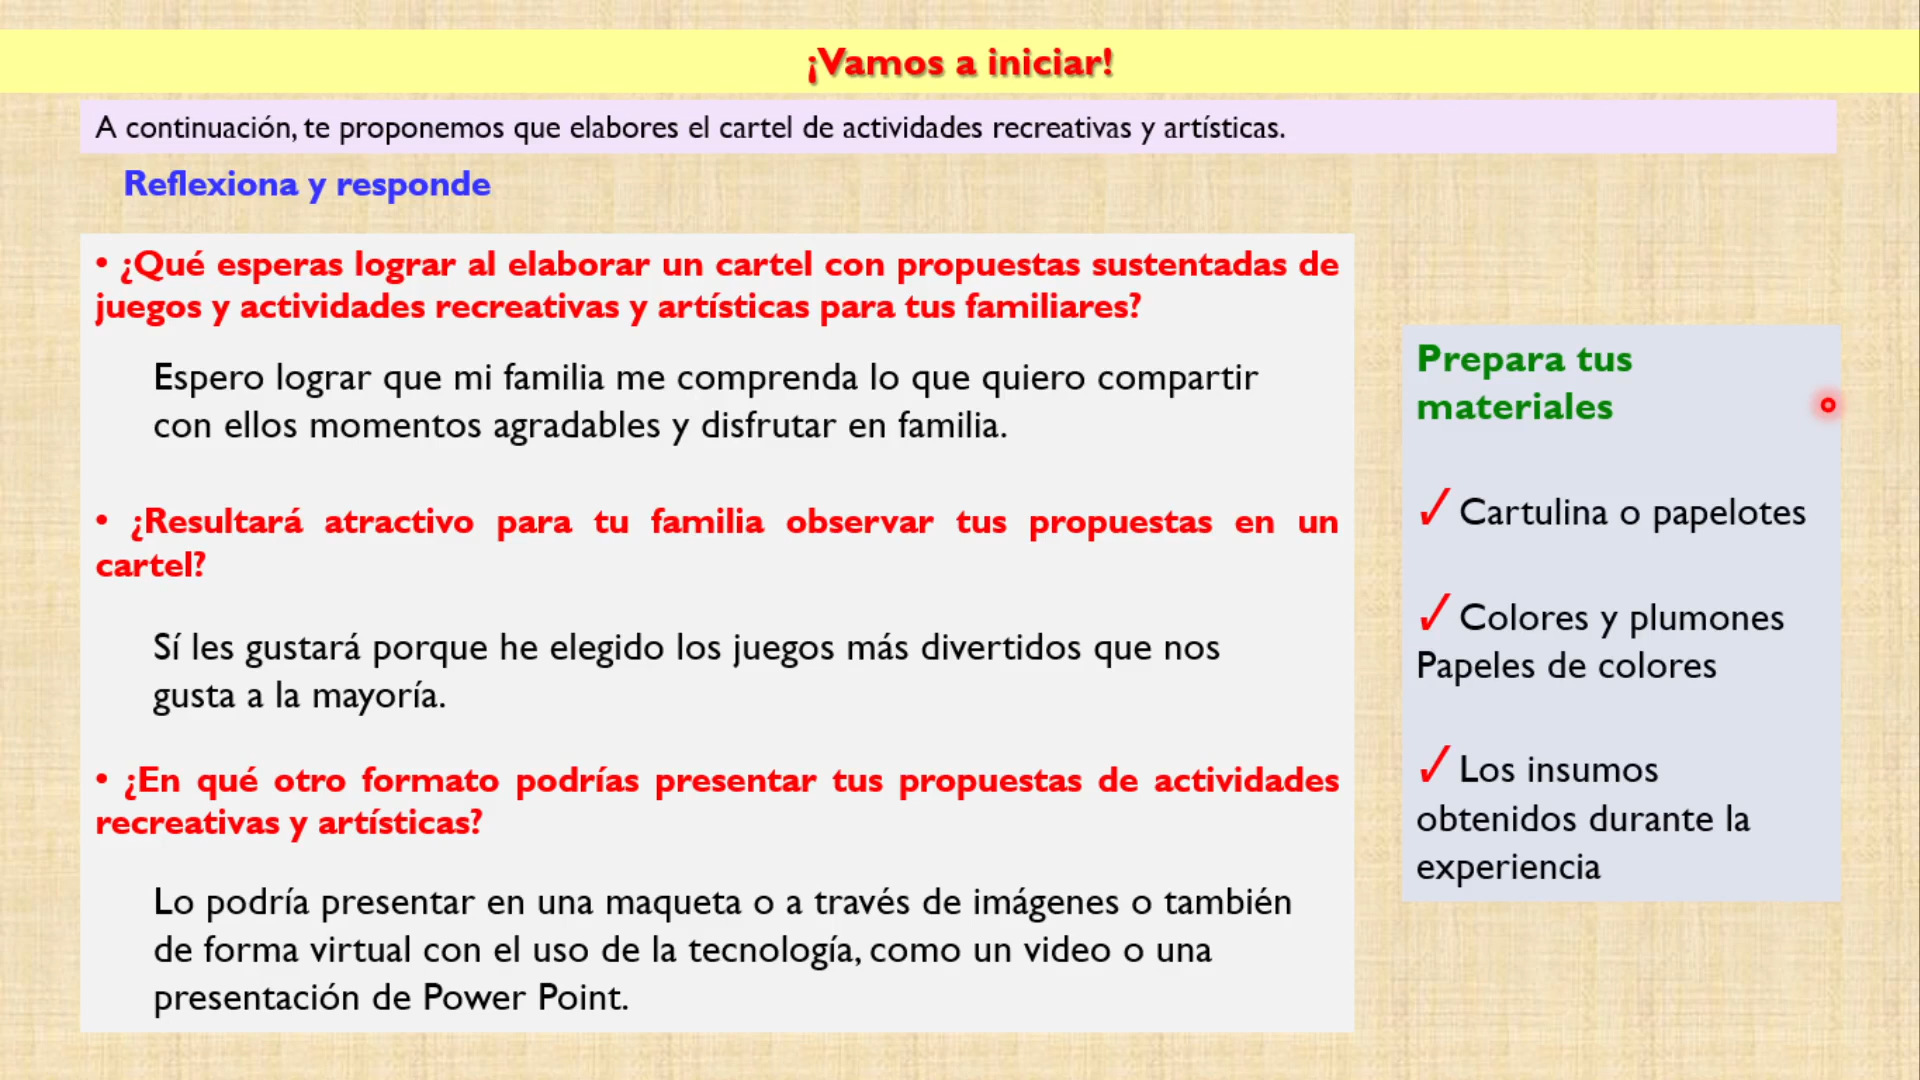 ¡Vamos a iniciar!
A continuación, te proponemos que elabores el cartel de actividades recreativas y artísticas.
Reflexiona y responde
• ¿Qué esperas lograr al elaborar un cartel con propuestas sustentadas de
juegos y actividades recreativas y artísticas para tus familiares?
Espero lograr que mi familia me comprenda lo que quiero compartir
con ellos momentos agradables y disfrutar en familia.
• ¿Resultará atractivo para tu familia observar tus propuestas en un
cartel?
Sí les gustará porque he elegido los juegos más divertidos que nos
gusta a la mayoría.
• ¿En qué otro formato podrías presentar tus propuestas de actividades
recreativas y artísticas?
Lo podría presentar en una maqueta o a través de imágenes o también
de forma virtual con el uso de la tecnología, como un video o una
presentación de Power Point.
Prepara tus
materiales
✓ Cartulina o papelotes
✓ Colores y plumones
Papeles de colores
✓ Los insumos
obtenidos durante la
experiencia